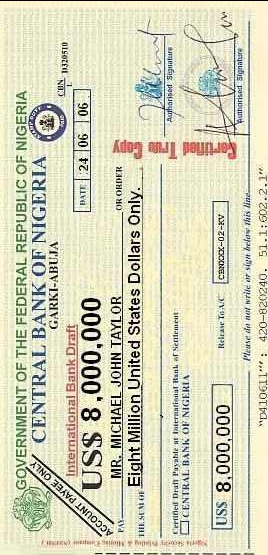 GOVERNMENT OF THE FEDERAL REPUBLIC OF NIGERIA
CENTRAL BANK OF NIGERIA
GARKI-ABUJA
CBN D320510
International Bank Draft
ACCOUNT PAYEE ONLY
DATE 24 06 06
US$ 8,000,000
PAY MR. MICHAEL JOHN TAYLOR OR ORDER
THE SUM OF Eight Million United States Dollars Only.
Certified True Copy
Certified Draft Payable at International Bank of Settlement
CENTRAL BANK OF NIGERIA
Authorised Signature
Authorised Signature
US$ 8,000,000
Release To A/C CBNXXX-02-KV
Please do not write or sign below this line
Nigeria Security Printing & Minting Company
420-820240. 51.1:602.2.1"